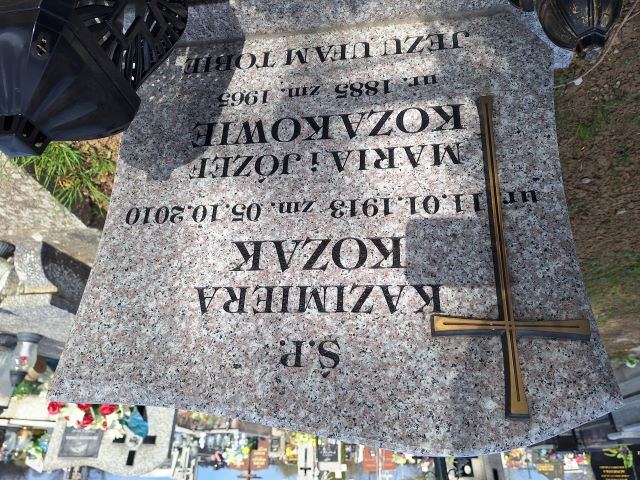 Ś.P.
KAZIMIERA
KOZAK
ur. 11.01.1913 zm. 05.10.2010
MARIA i JÓZEF
KOZAKOWIE
ur. 1885 zm. 1965
JEZU UFAM TOBIE